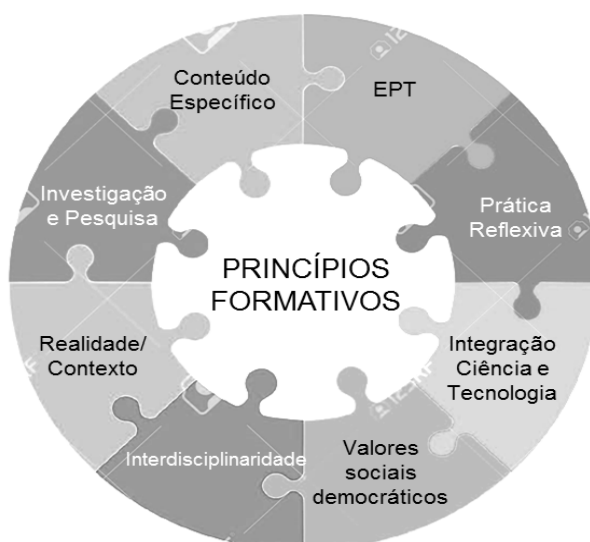 Conteúdo
Específico
EPT
Prática
Reflexiva
Integração
Ciência e
Tecnologia
Valores
sociais
democráticos
Interdisciplinaridade
Realidade/
Contexto
Investigação
e Pesquisa
PRINCÍPIOS
FORMATIVOS